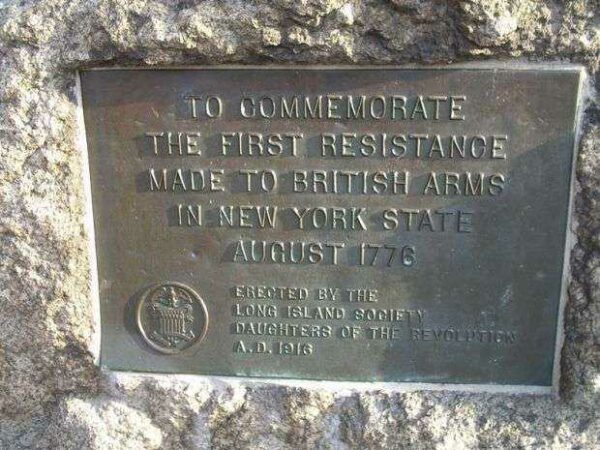 TO COMMEMORATE
THE FIRST RESISTANCE
MADE TO BRITISH ARMS
IN NEW YORK STATE
AUGUST 1776
ERECTED BY THE
LONG ISLAND SOCIETY
DAUGHTERS OF THE REVOLUTION
A.D. 1916